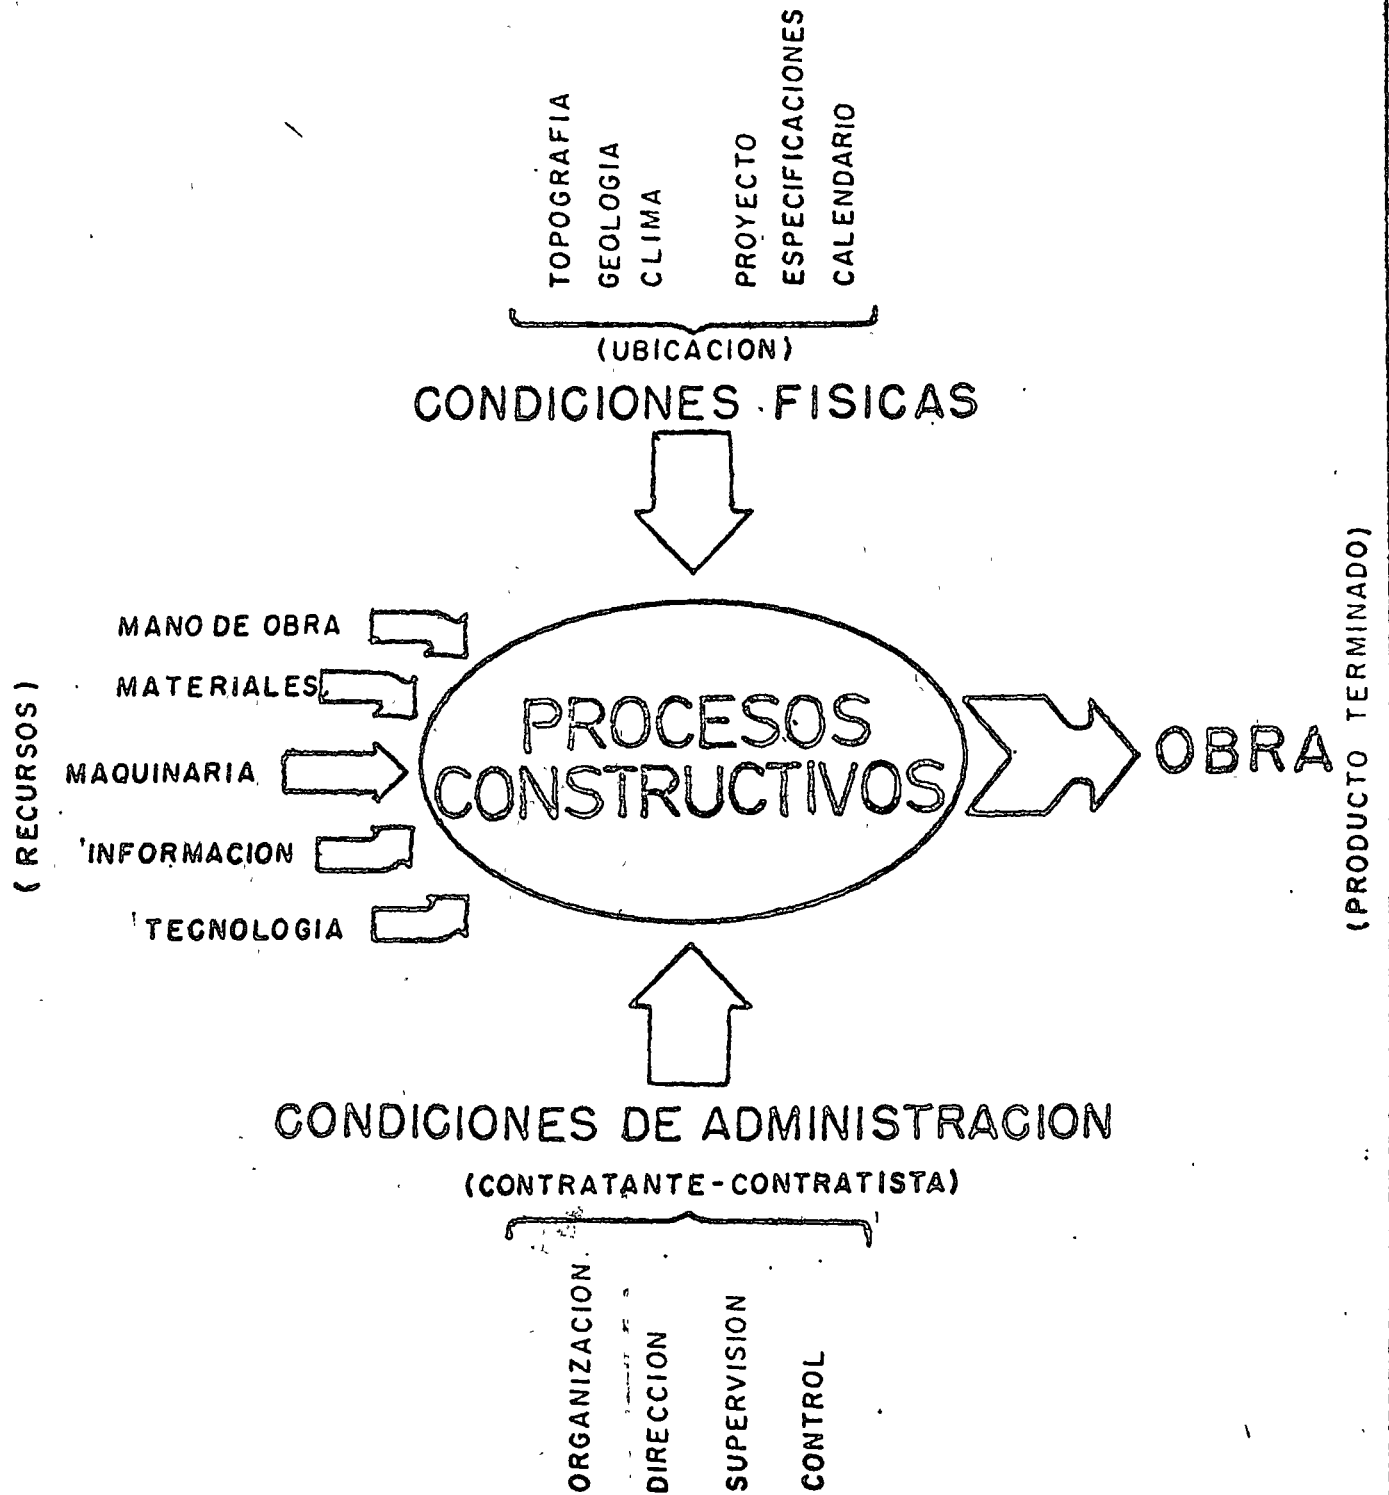 TOPOGRAFIA
GEOLOGIA
CLIMA
PROYECTO
ESPECIFICACIONES
CALENDARIO
(UBICACION)
CONDICIONES FISICAS
(RECURSOS)
MANO DE OBRA
MATERIALES
MAQUINARIA
INFORMACION
TECNOLOGIA
PROCESOS
CONSTRUCTIVOS
OBRA
(PRODUCTO TERMINADO)
CONDICIONES DE ADMINISTRACION
(CONTRATANTE-CONTRATISTA)
ORGANIZACION
DIRECCION
SUPERVISION
CONTROL